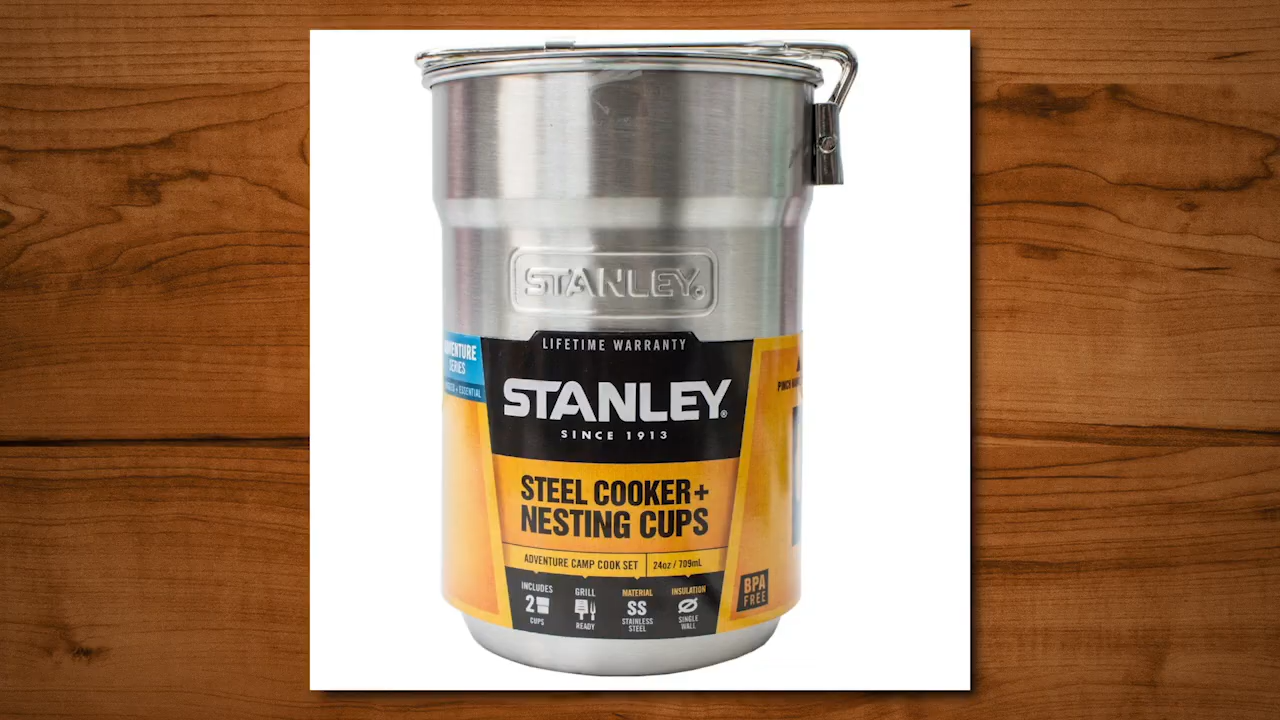 STANLEY®
LIFETIME WARRANTY
STANLEY®
SINCE 1913
STEEL COOKER+
NESTING CUPS
ADVENTURE CAMP COOK SET
24oz / 709mL
INCLUDES
2
CUPS
GRILL
READY
MATERIAL
SS
STAINLESS
STEEL
INSULATION
SINGLE
WALL
SERIES
+ ESSENTIAL
BPA
FREE